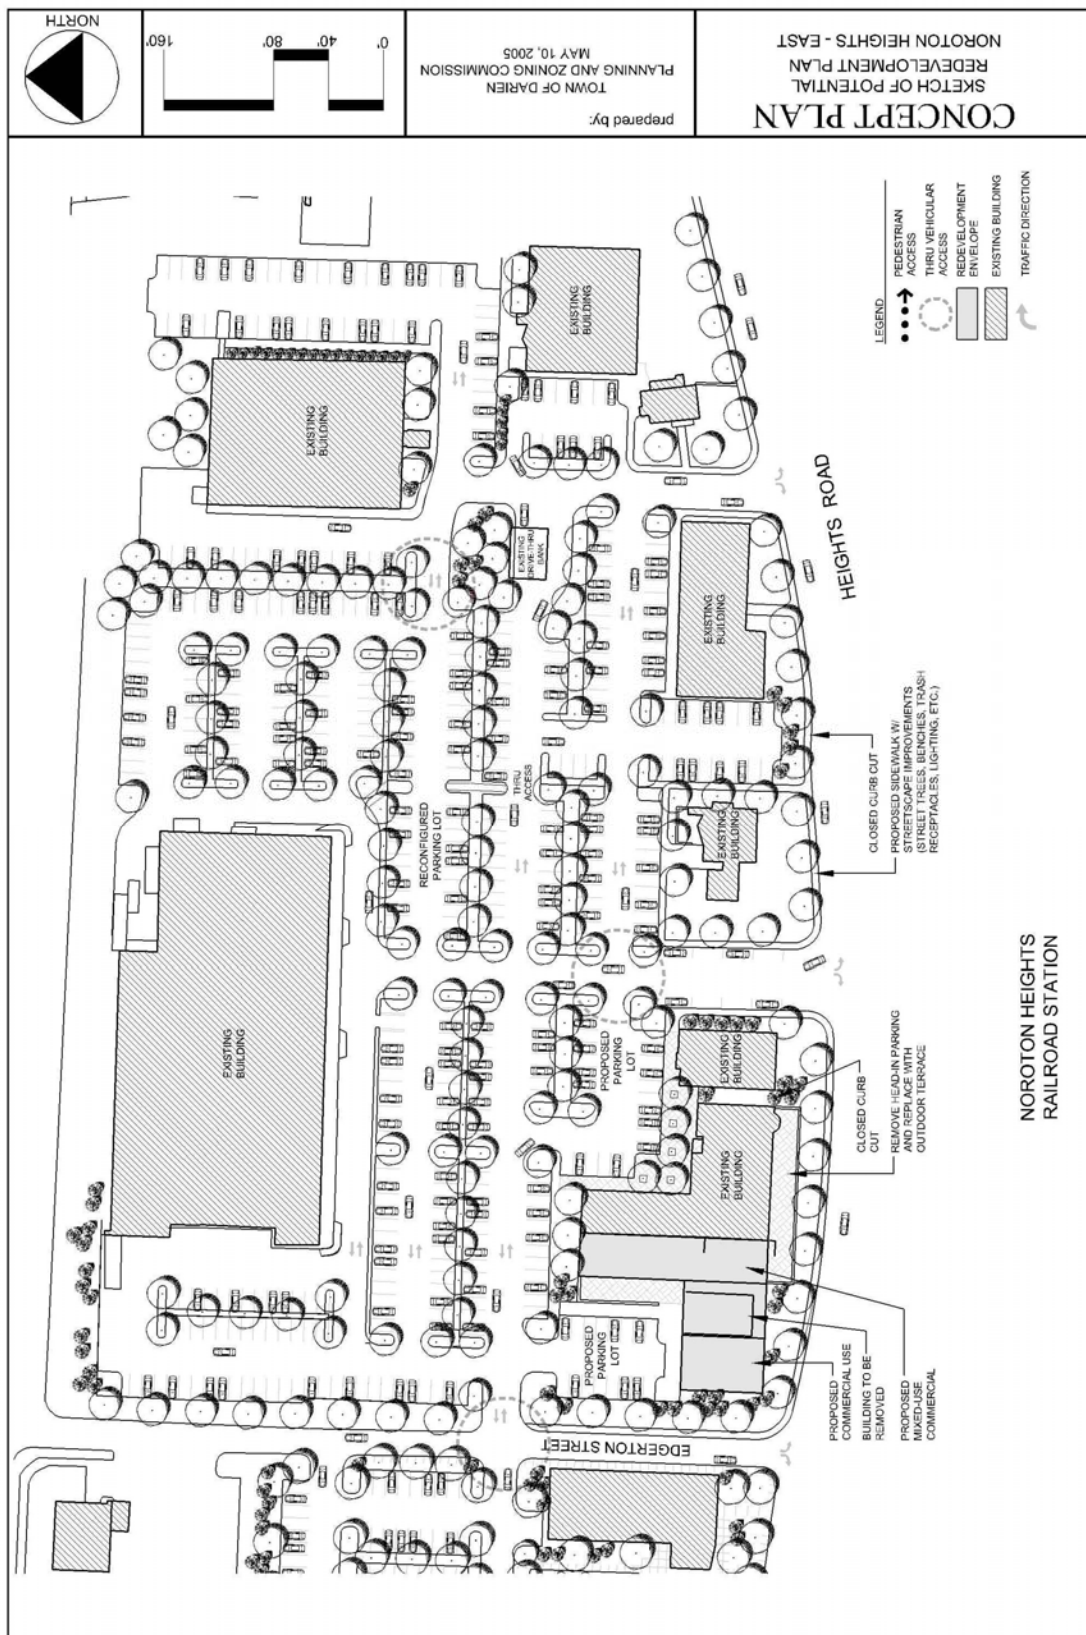 CONCEPT PLAN
SKETCH OF POTENTIAL
REDEVELOPMENT PLAN
NOROTON HEIGHTS - EAST
prepared by:
TOWN OF DARIEN
PLANNING AND ZONING COMMISSION
MAY 10, 2005
0'
40'
80'
160'
NORTH
LEGEND
PEDESTRIAN
ACCESS
THRU VEHICULAR
ACCESS
REDEVELOPMENT
ENVELOPE
EXISTING BUILDING
TRAFFIC DIRECTION
EXISTING
BUILDING
EXISTING
BUILDING
EXISTING
DRIVE-THRU
BANK
EXISTING
BUILDING
HEIGHTS ROAD
THRU
ACCESS
RECONFIGURED
PARKING LOT
EXISTING
BUILDING
CLOSED CURB CUT
PROPOSED SIDEWALK W/
STREETSCAPE IMPROVEMENTS
(STREET TREES, BENCHES, TRASH
RECEPTACLES, LIGHTING, ETC.)
EXISTING
BUILDING
PROPOSED
PARKING
LOT
EXISTING
BUILDING
EXISTING
BUILDING
CLOSED CURB
CUT
REMOVE HEAD-IN PARKING
AND REPLACE WITH
OUTDOOR TERRACE
NOROTON HEIGHTS
RAILROAD STATION
PROPOSED
PARKING
LOT
EDGERTON STREET
PROPOSED
COMMERCIAL USE
BUILDING TO BE
REMOVED
PROPOSED
MIXED-USE
COMMERCIAL